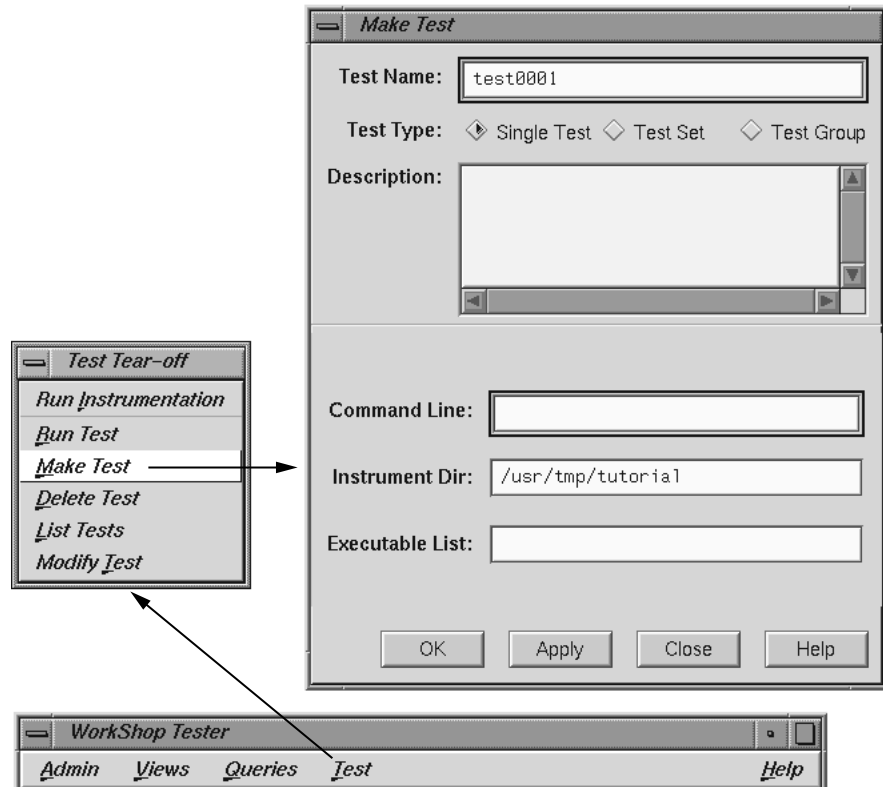 Make Test
Test Name: test0001
Test Type: Single Test Test Set Test Group
Description:
Command Line:
Instrument Dir: /usr/tmp/tutorial
Executable List:
OK Apply Close Help
Test Tear-off
Run Instrumentation
Run Test
Make Test
Delete Test
List Tests
Modify Test
WorkShop Tester
Admin Views Queries Test Help